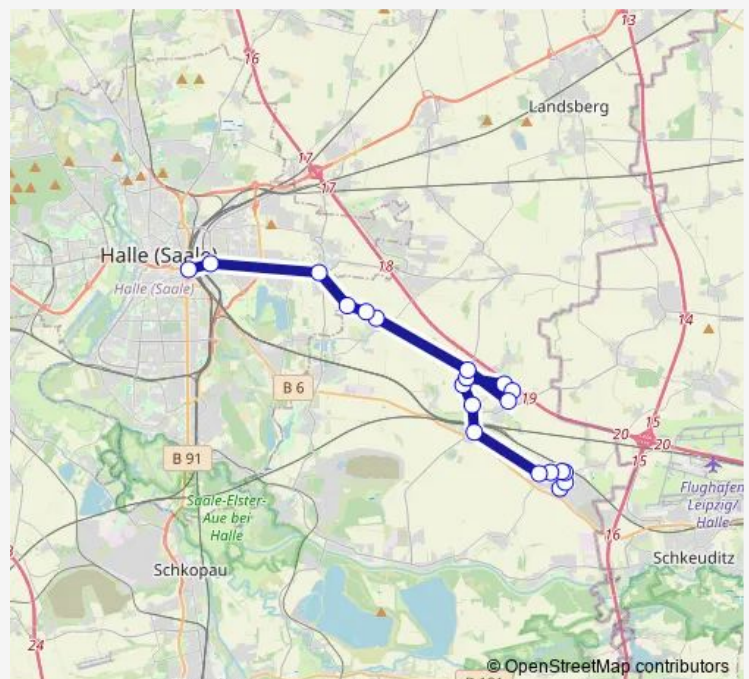 13
16
Landsberg
17
17
Halle (Saale)
18
Halle (Saale)
14
B 6
19
20
15
20
15
B 91
Flughafen
Leipzig/
Halle
Saale-Elster-
Aue bei
Halle
16
Schkeuditz
Schkopau
24
© OpenStreetMap contributors